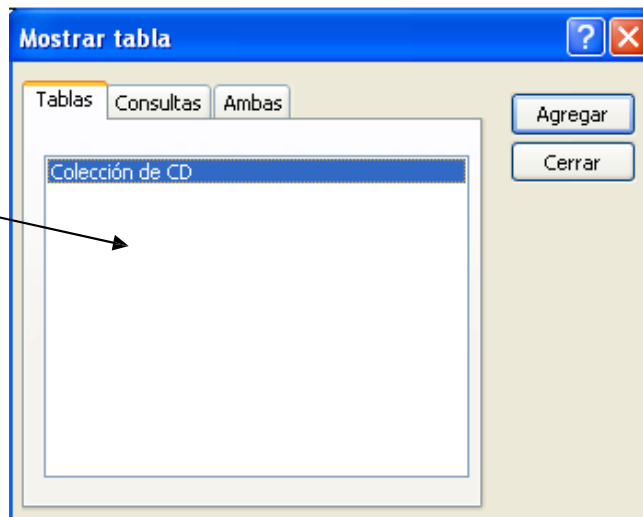 Mostrar tabla
?
Tablas Consultas Ambas
Agregar
Cerrar
Colección de CD